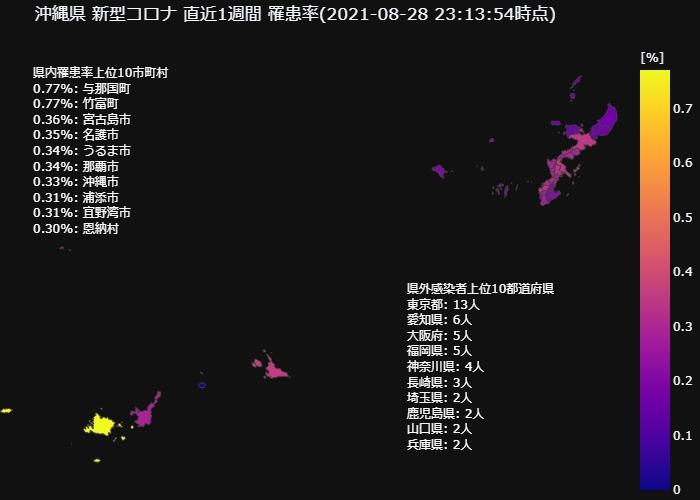 沖縄県 新型コロナ 直近1週間 罹患率(2021-08-28 23:13:54時点)
[%]
県内罹患率上位10市町村
0.77%: 与那国町
0.77%: 竹富町
0.36%: 宮古島市
0.35%: 名護市
0.34%: うるま市
0.34%: 那覇市
0.33%: 沖縄市
0.31%: 浦添市
0.31%: 宜野湾市
0.30%: 恩納村
県外感染者上位10都道府県
東京都: 13人
愛知県: 6人
大阪府: 5人
福岡県: 5人
神奈川県: 4人
長崎県: 3人
埼玉県: 2人
鹿児島県: 2人
山口県: 2人
兵庫県: 2人
0.7
0.6
0.5
0.4
0.3
0.2
0.1
0